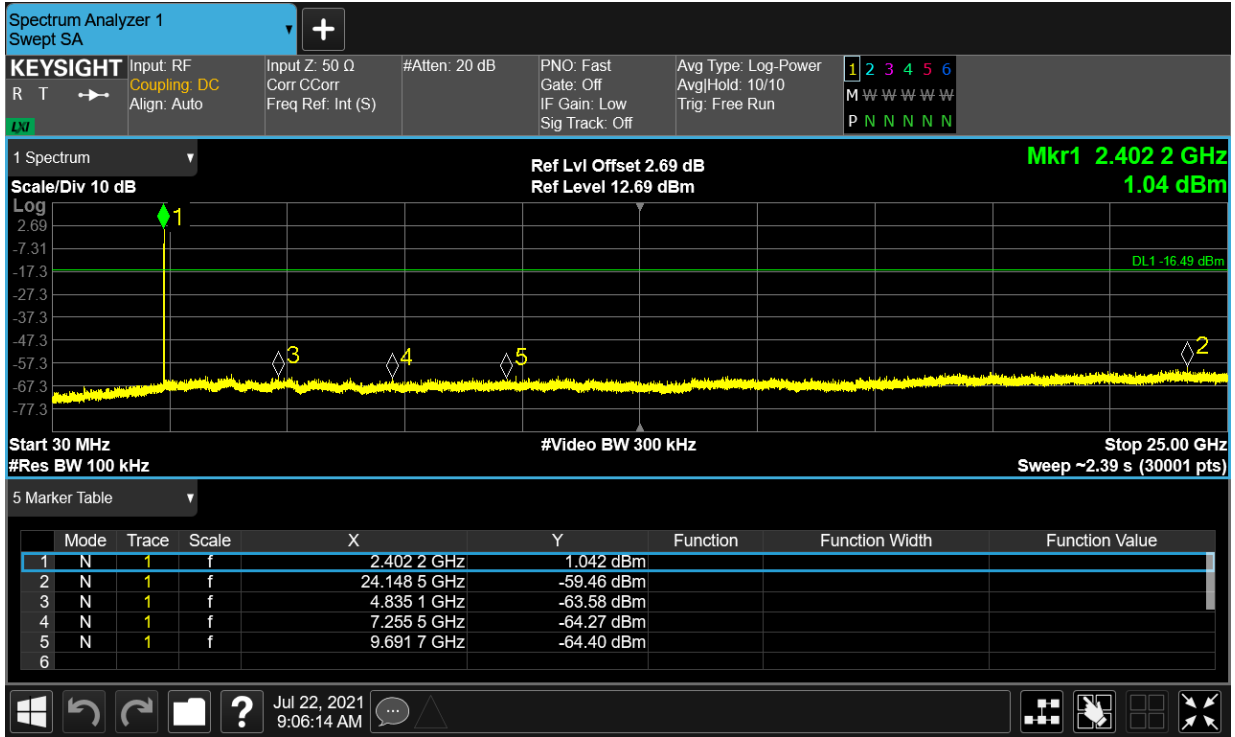 Spectrum Analyzer 1
Swept SA
+
KEYSIGHT
R T
LXI
Input: RF
Coupling: DC
Align: Auto
Input Z: 50 Ω
Corr CCorr
Freq Ref: Int (S)
#Atten: 20 dB
PNO: Fast
Gate: Off
IF Gain: Low
Sig Track: Off
Avg Type: Log-Power
Avg|Hold: 10/10
Trig: Free Run
1 2 3 4 5 6
M W W W W W
P N N N N N
1 Spectrum
Scale/Div 10 dB
Ref Lvl Offset 2.69 dB
Ref Level 12.69 dBm
Mkr1 2.402 2 GHz
1.04 dBm
Log
2.69
-7.31
-17.3
-27.3
-37.3
-47.3
-57.3
-67.3
-77.3
1
DL1 -16.49 dBm
3
4
5
2
Start 30 MHz
#Res BW 100 kHz
#Video BW 300 kHz
Stop 25.00 GHz
Sweep ~2.39 s (30001 pts)
5 Marker Table
Mode Trace Scale X Y Function Function Width Function Value
1 N 1 f 2.402 2 GHz 1.042 dBm
2 N 1 f 24.148 5 GHz -59.46 dBm
3 N 1 f 4.835 1 GHz -63.58 dBm
4 N 1 f 7.255 5 GHz -64.27 dBm
5 N 1 f 9.691 7 GHz -64.40 dBm
6
?
Jul 22, 2021
9:06:14 AM